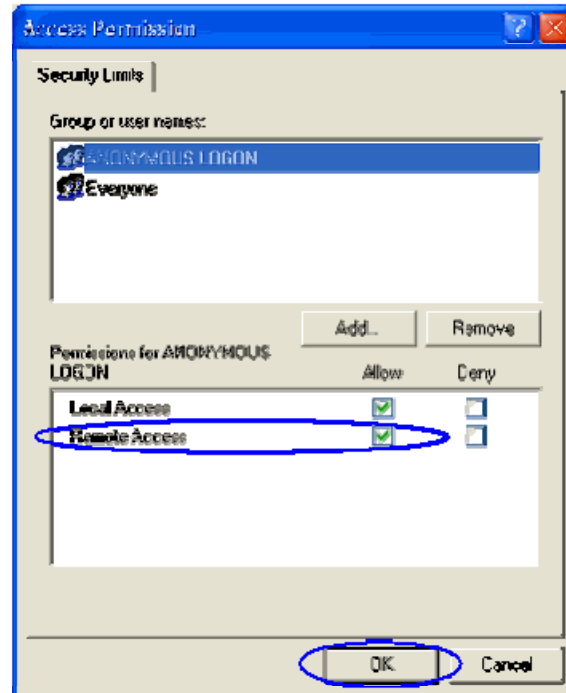 Access Permission
Security Limits
Group or user names:
ANONYMOUS LOGON
Everyone
Add...
Remove
Permissions for ANONYMOUS
LOGON
Allow
Deny
Local Access
Remote Access
OK
Cancel